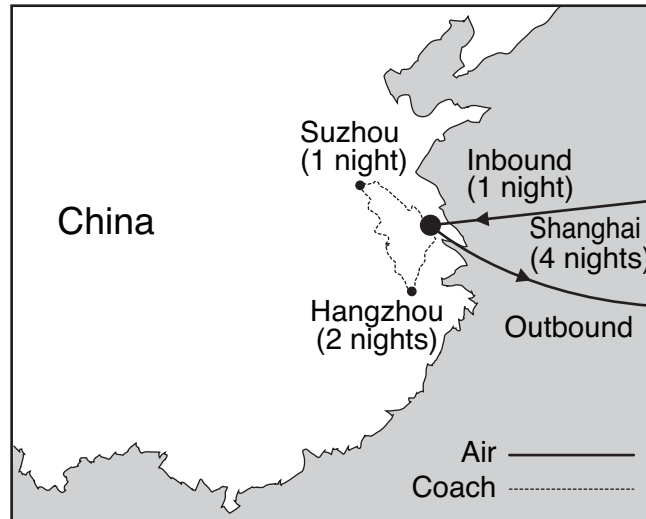 Suzhou
(1 night)
Inbound
(1 night)
China
Shanghai
(4 nights)
Hangzhou
(2 nights)
Outbound
Air
Coach